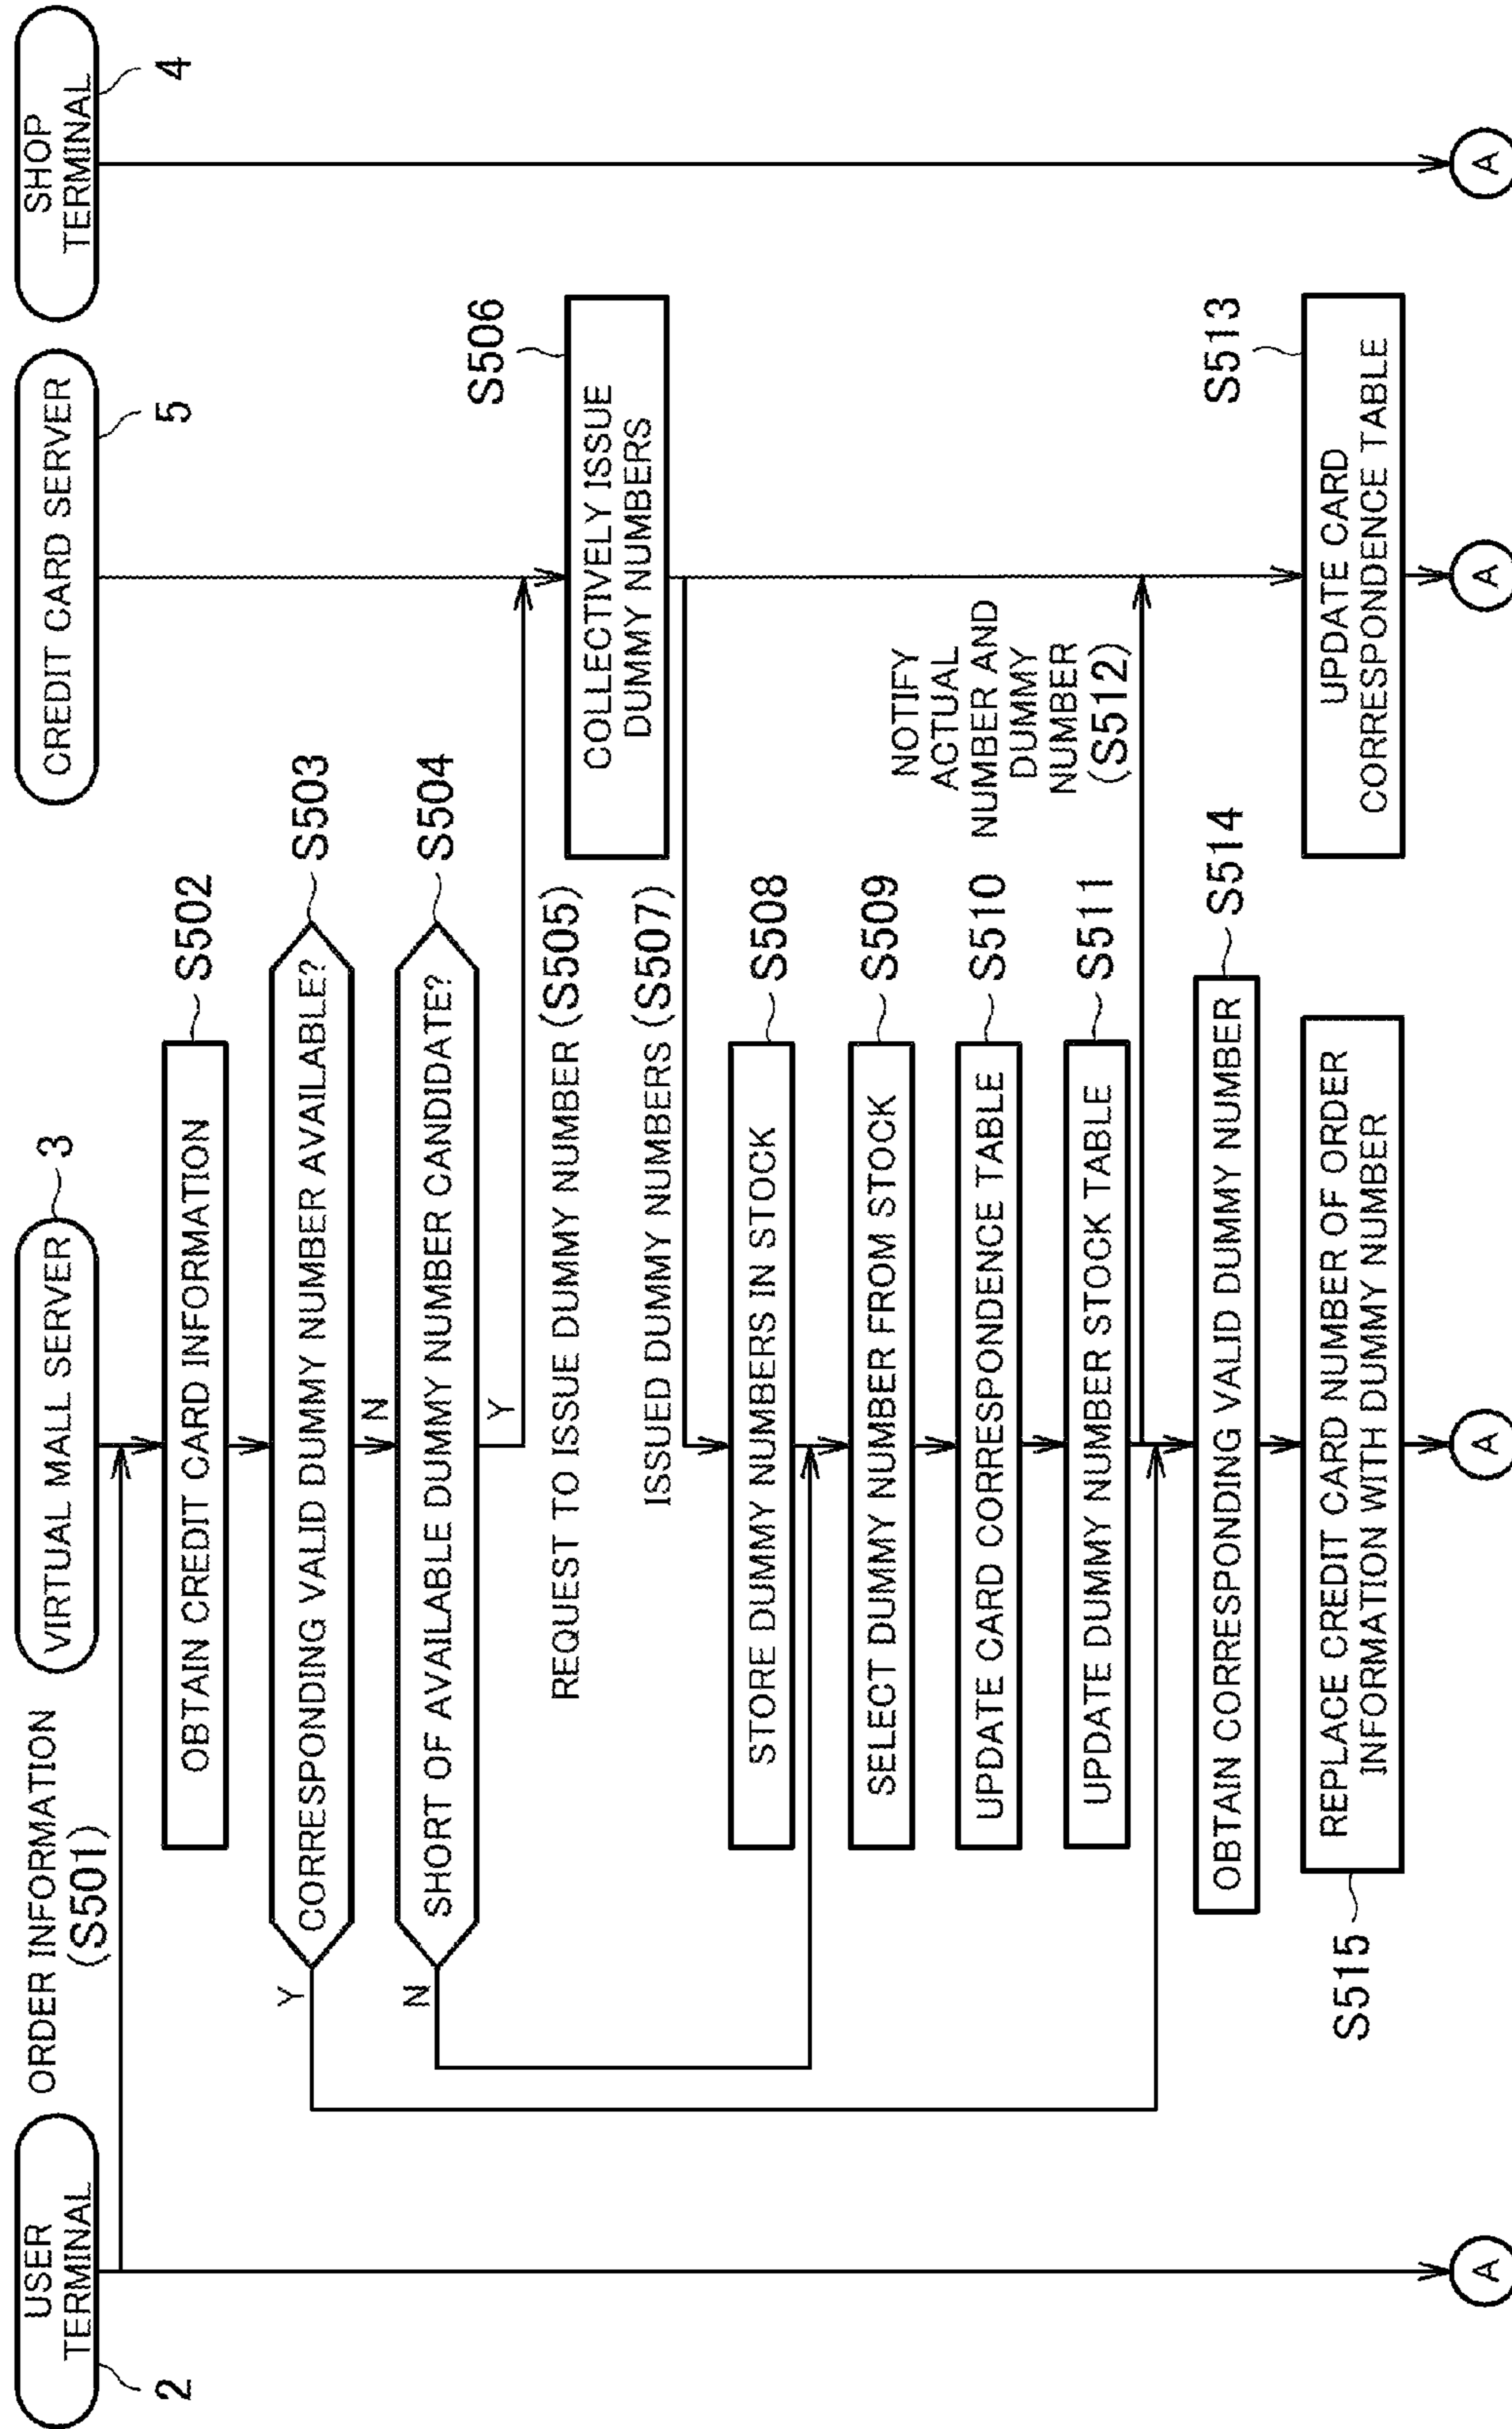 USER
TERMINAL
2
ORDER INFORMATION
(S501)
VIRTUAL MALL SERVER
3
CREDIT CARD SERVER
5
SHOP
TERMINAL
4
OBTAIN CREDIT CARD INFORMATION
S502
CORRESPONDING VALID DUMMY NUMBER AVAILABLE?
S503
Y
N
SHORT OF AVAILABLE DUMMY NUMBER CANDIDATE?
S504
N
Y
REQUEST TO ISSUE DUMMY NUMBER (S505)
COLLECTIVELY ISSUE
DUMMY NUMBERS
S506
ISSUED DUMMY NUMBERS (S507)
STORE DUMMY NUMBERS IN STOCK
S508
SELECT DUMMY NUMBER FROM STOCK
S509
UPDATE CARD CORRESPONDENCE TABLE
S510
UPDATE DUMMY NUMBER STOCK TABLE
S511
NOTIFY
ACTUAL
NUMBER AND
DUMMY
NUMBER
(S512)
UPDATE CARD
CORRESPONDENCE TABLE
S513
OBTAIN CORRESPONDING VALID DUMMY NUMBER
S514
REPLACE CREDIT CARD NUMBER OF ORDER
INFORMATION WITH DUMMY NUMBER
S515
A
A
A
A